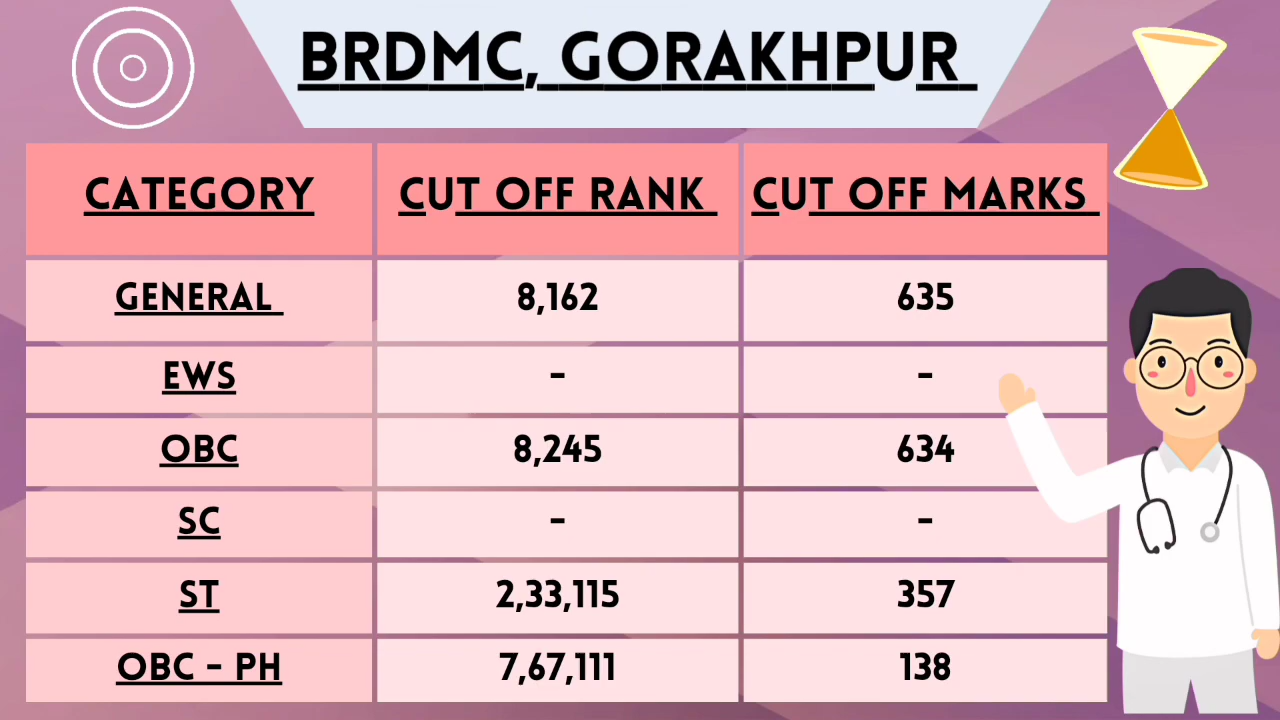 BRDMC, GORAKHPUR
CATEGORY CUT OFF RANK CUT OFF MARKS
GENERAL 8,162 635
EWS - -
OBC 8,245 634
SC - -
ST 2,33,115 357
OBC - PH 7,67,111 138